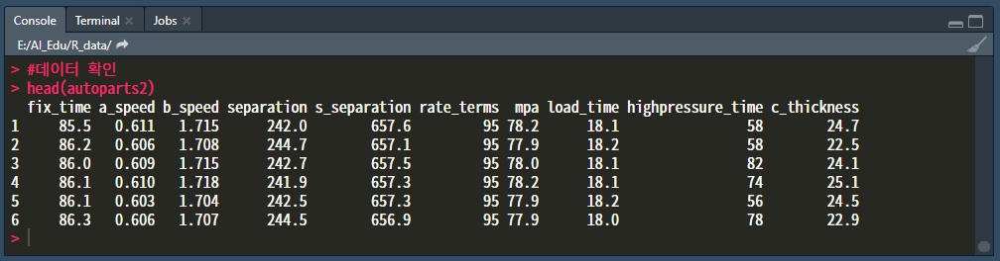 Console Terminal × Jobs ×
E:/AI_Edu/R_data/
> #데이터 확인
> head(autoparts2)
fix_time a_speed b_speed separation s_separation rate_terms mpa load_time highpressure_time c_thickness
1 85.5 0.611 1.715 242.0 657.6 95 78.2 18.1 58 24.7
2 86.2 0.606 1.708 244.7 657.1 95 77.9 18.2 58 22.5
3 86.0 0.609 1.715 242.7 657.5 95 78.0 18.1 82 24.1
4 86.1 0.610 1.718 241.9 657.3 95 78.2 18.1 74 25.1
5 86.1 0.603 1.704 242.5 657.3 95 77.9 18.2 56 24.5
6 86.3 0.606 1.707 244.5 656.9 95 77.9 18.0 78 22.9
>